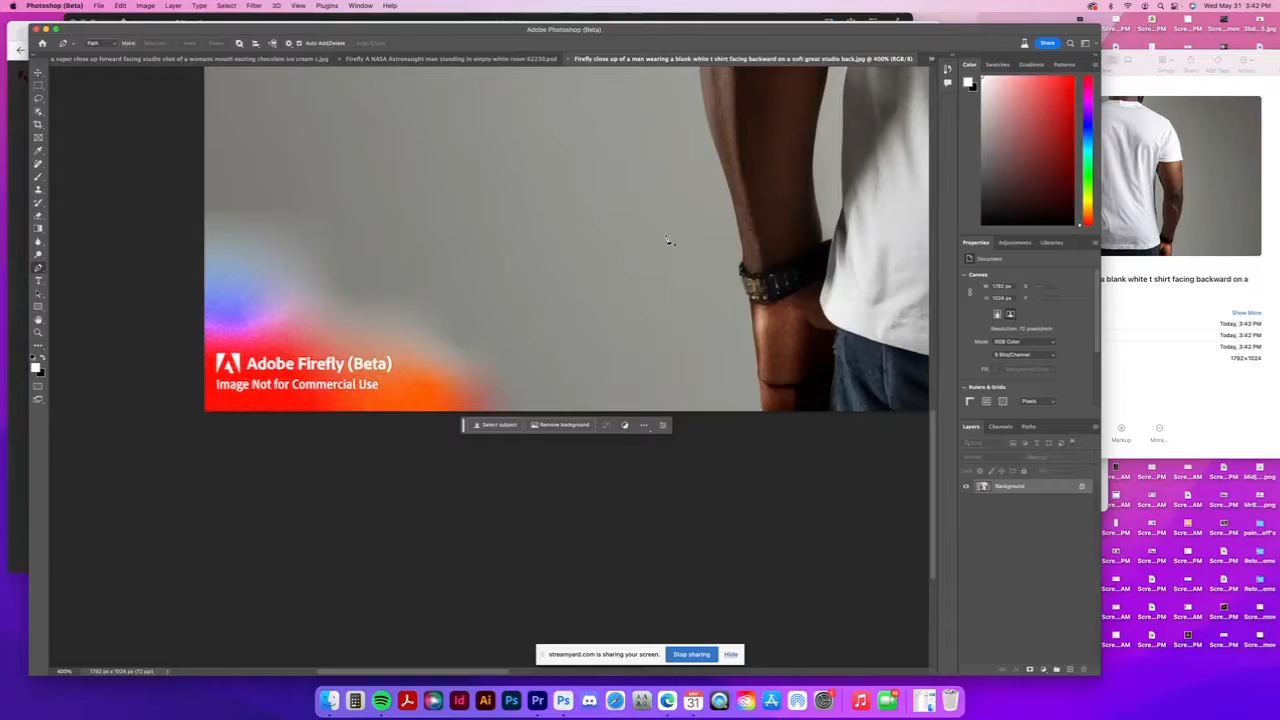 Photoshop (Beta) File Edit Image Layer Type Select Filter 3D View Plugins Window Help
Wed May 31 3:42 PM
Adobe Photoshop (Beta)
Path Make: Auto Add/Delete Align Edges
Share
a super close up forward facing studio shot of a womans mouth easting chocolate ice cream c.jpg
Firefly A NASA Astronaught man standing in empty white room 62230.psd
Firefly close up of a man wearing a blank white t shirt facing backward on a soft great studio back.jpg @ 400% (RGB/8)
Color Swatches Gradients Patterns
Properties Adjustments Libraries
Document
Canvas
W 1792 px X
H 1024 px Y
Resolution: 72 pixels/inch
Mode RGB Color
8 Bits/Channel
Fill
Rulers & Grids
Pixels
Layers Channels Paths
Background
Adobe Firefly (Beta)
Image Not for Commercial Use
Select subject Remove background
400% 1792 px x 1024 px (72 ppi)
streamyard.com is sharing your screen. Stop sharing Hide
a blank white t shirt facing backward on a
Show More
Today, 3:42 PM
Today, 3:42 PM
Today, 3:42 PM
1792×1024
Markup More...